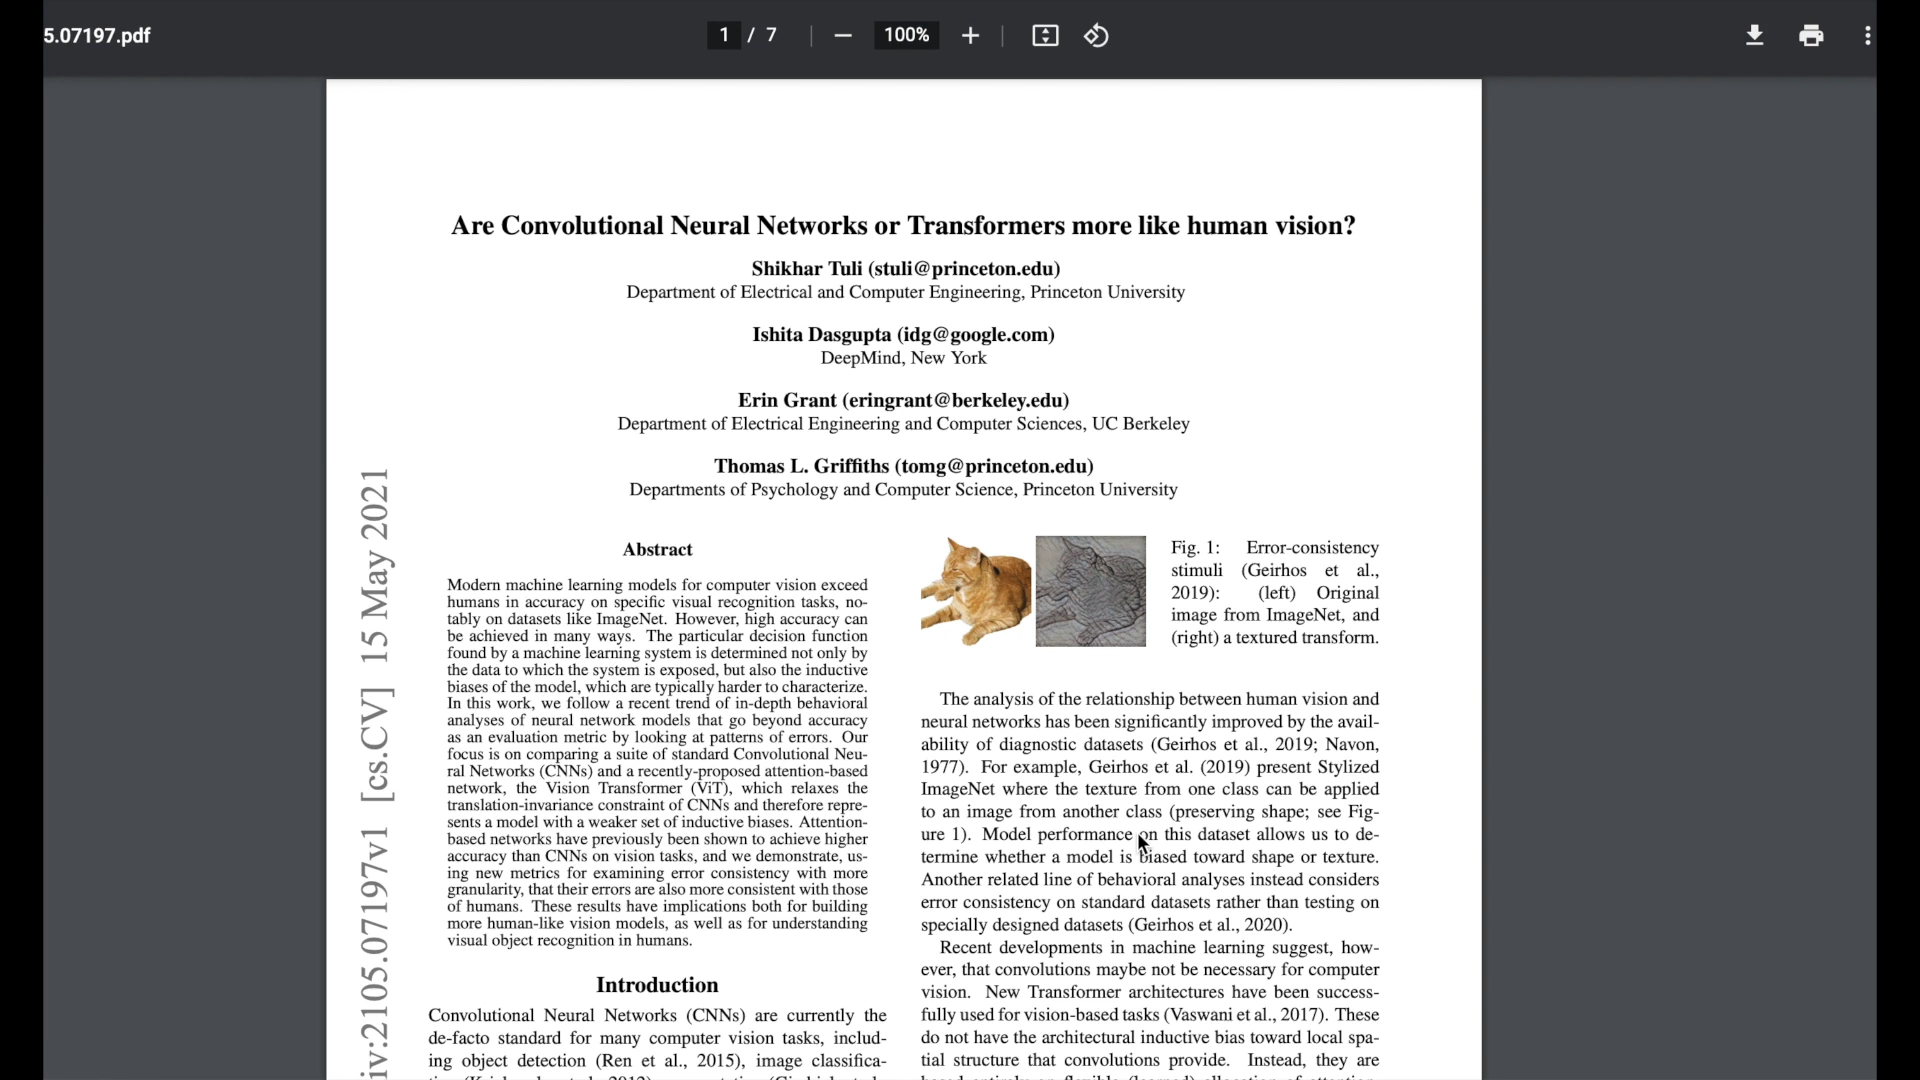 5.07197.pdf
1 / 7
100%
Are Convolutional Neural Networks or Transformers more like human vision?
Shikhar Tuli (stuli@princeton.edu)
Department of Electrical and Computer Engineering, Princeton University
Ishita Dasgupta (idg@google.com)
DeepMind, New York
Erin Grant (eringrant@berkeley.edu)
Department of Electrical Engineering and Computer Sciences, UC Berkeley
Thomas L. Griffiths (tomg@princeton.edu)
Departments of Psychology and Computer Science, Princeton University
iv:2105.07197v1 [cs.CV] 15 May 2021
Abstract
Modern machine learning models for computer vision exceed
humans in accuracy on specific visual recognition tasks, no-
tably on datasets like ImageNet. However, high accuracy can
be achieved in many ways. The particular decision function
found by a machine learning system is determined not only by
the data to which the system is exposed, but also the inductive
biases of the model, which are typically harder to characterize.
In this work, we follow a recent trend of in-depth behavioral
analyses of neural network models that go beyond accuracy
as an evaluation metric by looking at patterns of errors. Our
focus is on comparing a suite of standard Convolutional Neu-
ral Networks (CNNs) and a recently-proposed attention-based
network, the Vision Transformer (ViT), which relaxes the
translation-invariance constraint of CNNs and therefore repre-
sents a model with a weaker set of inductive biases. Attention-
based networks have previously been shown to achieve higher
accuracy than CNNs on vision tasks, and we demonstrate, us-
ing new metrics for examining error consistency with more
granularity, that their errors are also more consistent with those
of humans. These results have implications both for building
more human-like vision models, as well as for understanding
visual object recognition in humans.
Introduction
Convolutional Neural Networks (CNNs) are currently the
de-facto standard for many computer vision tasks, includ-
ing object detection (Ren et al., 2015), image classifica-
Fig. 1: Error-consistency
stimuli (Geirhos et al.,
2019): (left) Original
image from ImageNet, and
(right) a textured transform.
The analysis of the relationship between human vision and
neural networks has been significantly improved by the avail-
ability of diagnostic datasets (Geirhos et al., 2019; Navon,
1977). For example, Geirhos et al. (2019) present Stylized
ImageNet where the texture from one class can be applied
to an image from another class (preserving shape; see Fig-
ure 1). Model performance on this dataset allows us to de-
termine whether a model is biased toward shape or texture.
Another related line of behavioral analyses instead considers
error consistency on standard datasets rather than testing on
specially designed datasets (Geirhos et al., 2020).
Recent developments in machine learning suggest, how-
ever, that convolutions maybe not be necessary for computer
vision. New Transformer architectures have been success-
fully used for vision-based tasks (Vaswani et al., 2017). These
do not have the architectural inductive bias toward local spa-
tial structure that convolutions provide. Instead, they are